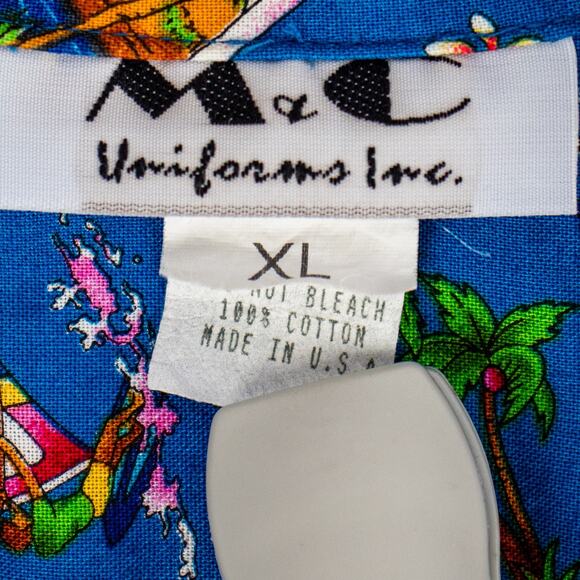 M & C
Uniforms Inc.
XL
NOT BLEACH
100% COTTON
MADE IN U.S.A